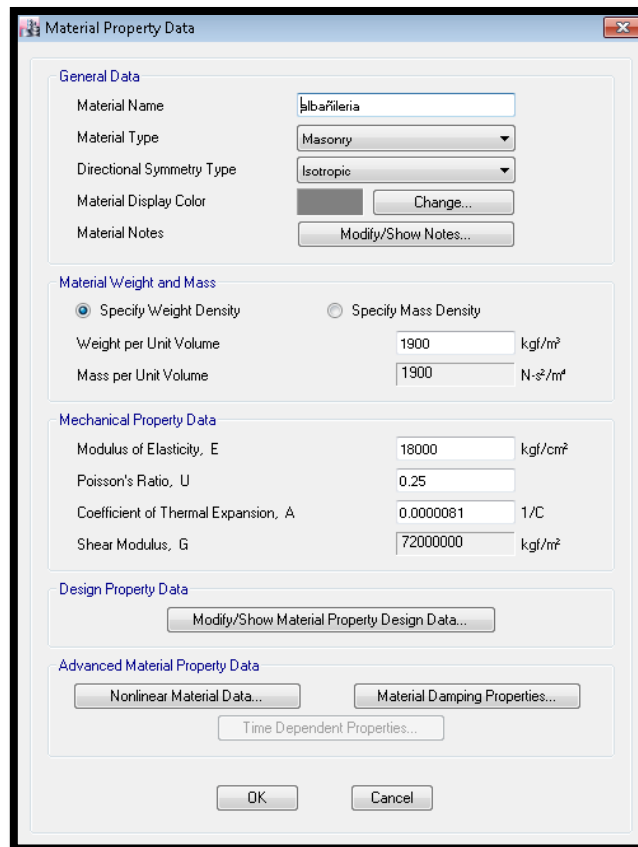 Material Property Data
General Data
Material Name albañileria
Material Type Masonry
Directional Symmetry Type Isotropic
Material Display Color Change...
Material Notes Modify/Show Notes...
Material Weight and Mass
Specify Weight Density Specify Mass Density
Weight per Unit Volume 1900 kgf/m³
Mass per Unit Volume 1900 N-s²/m⁴
Mechanical Property Data
Modulus of Elasticity, E 18000 kgf/cm²
Poisson's Ratio, U 0.25
Coefficient of Thermal Expansion, A 0.0000081 1/C
Shear Modulus, G 72000000 kgf/m²
Design Property Data
Modify/Show Material Property Design Data...
Advanced Material Property Data
Nonlinear Material Data... Material Damping Properties...
Time Dependent Properties...
OK Cancel